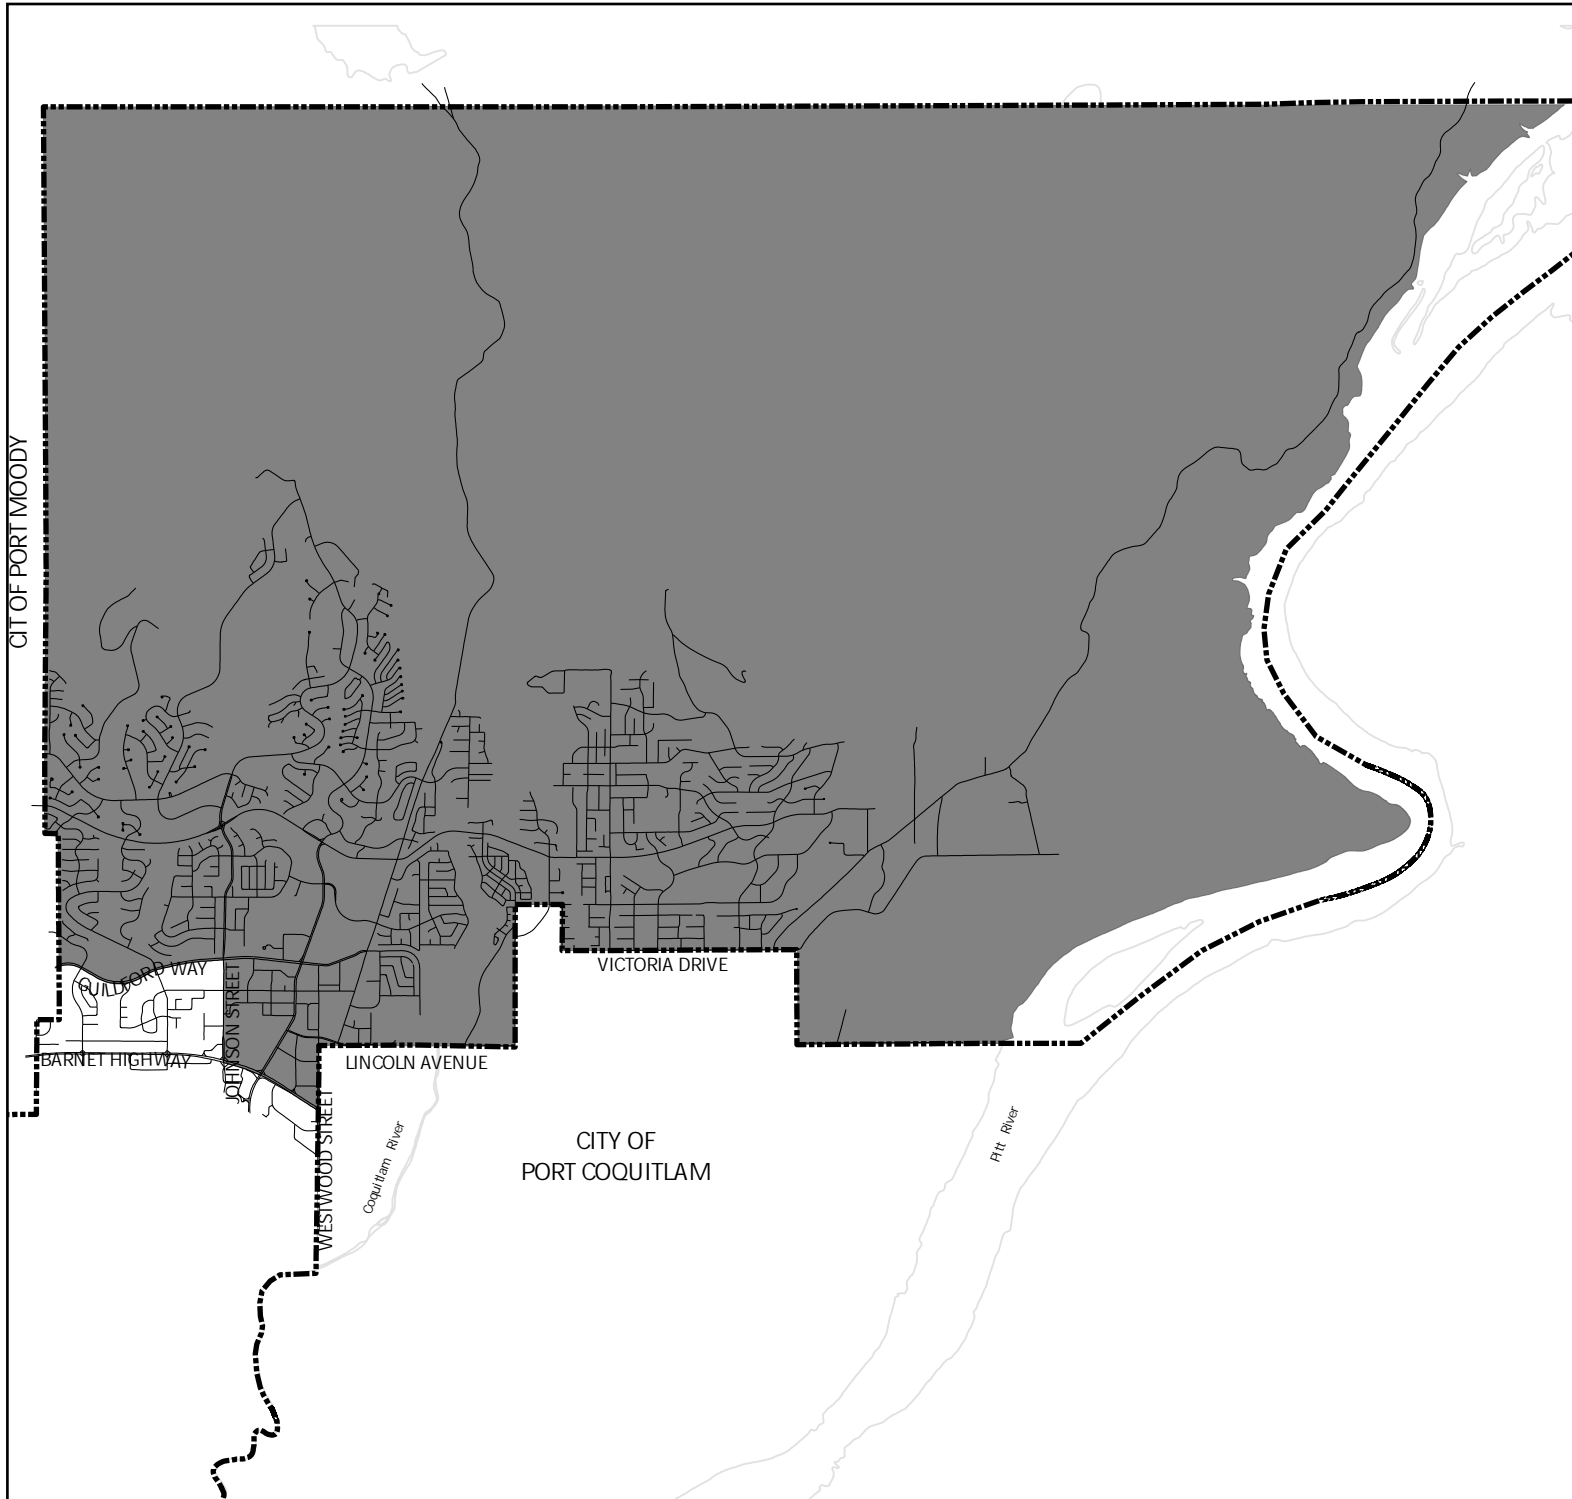 CIT OF PORT MOODY
VICTORIA DRIVE
GUILDFORD WAY
JOHNSON STREET
BARNET HIGHWAY
LINCOLN AVENUE
WESTWOOD STREET
Coquitlam River
CITY OF
PORT COQUITLAM
Pitt River